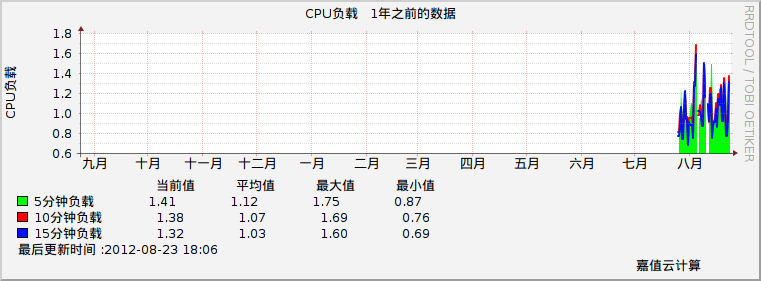 CPU负载 1年之前的数据
RRDTOOL / TOBI OETIKER
CPU负载
1.8
1.6
1.4
1.2
1.0
0.8
0.6
九月 十月 十一月 十二月 一月 二月 三月 四月 五月 六月 七月 八月
当前值 平均值 最大值 最小值
5分钟负载 1.41 1.12 1.75 0.87
10分钟负载 1.38 1.07 1.69 0.76
15分钟负载 1.32 1.03 1.60 0.69
最后更新时间 :2012-08-23 18:06
嘉值云计算